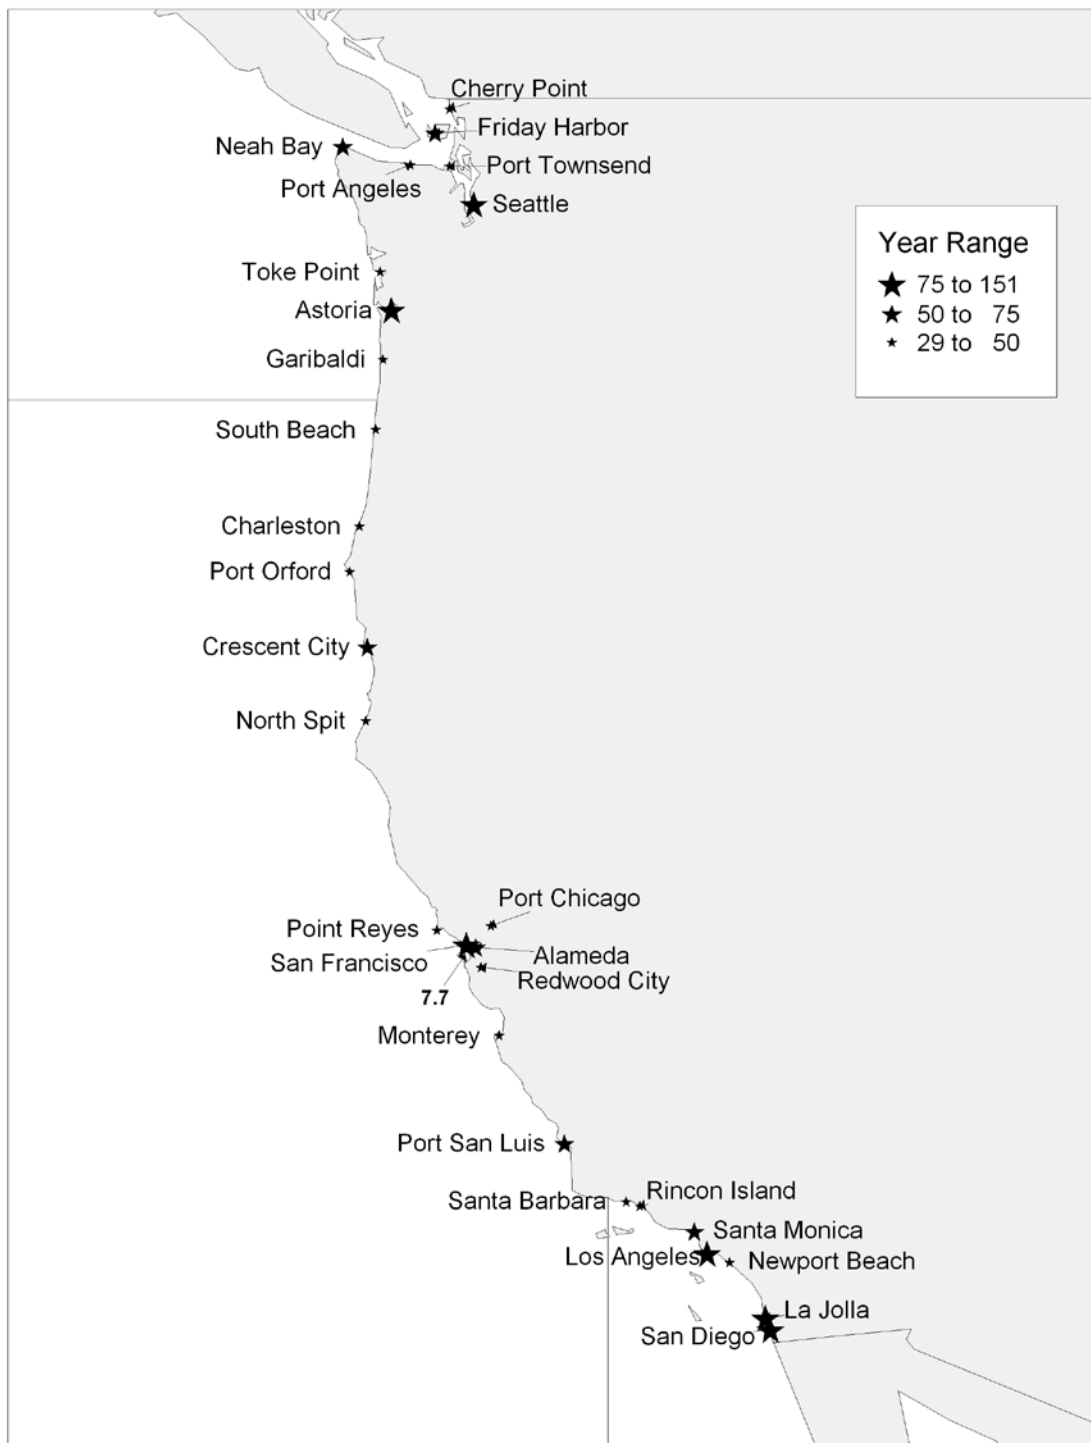 Cherry Point
Friday Harbor
Neah Bay
Port Townsend
Port Angeles
Seattle
Year Range
75 to 151
50 to 75
29 to 50
Toke Point
Astoria
Garibaldi
South Beach
Charleston
Port Orford
Crescent City
North Spit
Port Chicago
Point Reyes
Alameda
San Francisco
Redwood City
7.7
Monterey
Port San Luis
Rincon Island
Santa Barbara
Santa Monica
Los Angeles
Newport Beach
La Jolla
San Diego